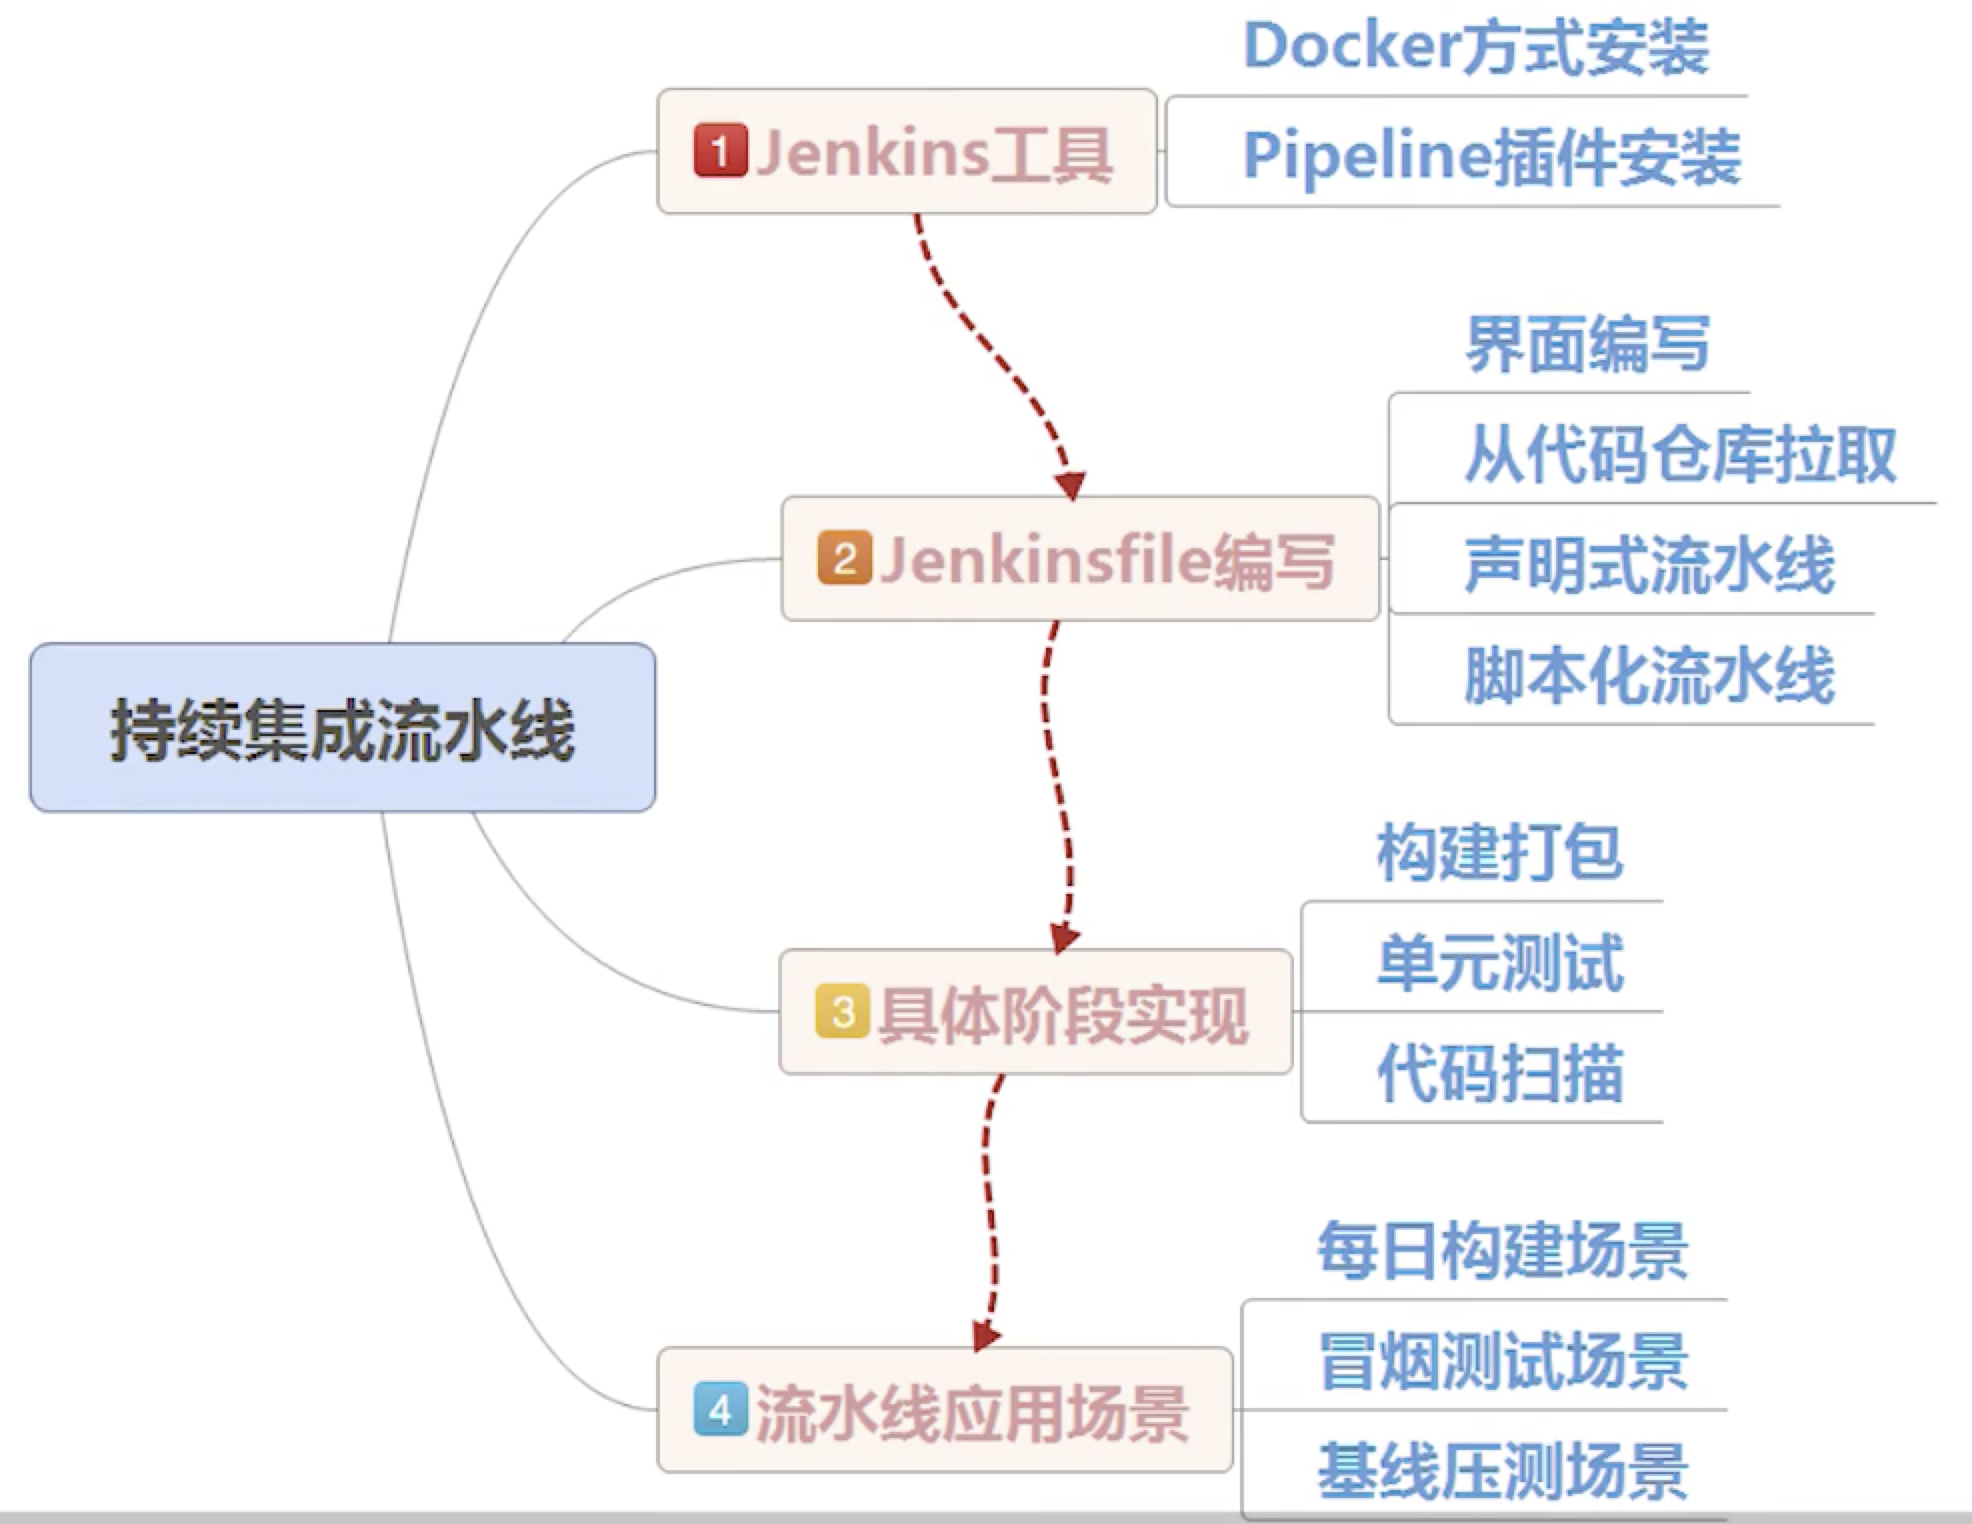 持续集成流水线
1 Jenkins工具
Docker方式安装
Pipeline插件安装
2 Jenkinsfile编写
界面编写
从代码仓库拉取
声明式流水线
脚本化流水线
3 具体阶段实现
构建打包
单元测试
代码扫描
4 流水线应用场景
每日构建场景
冒烟测试场景
基线压测场景